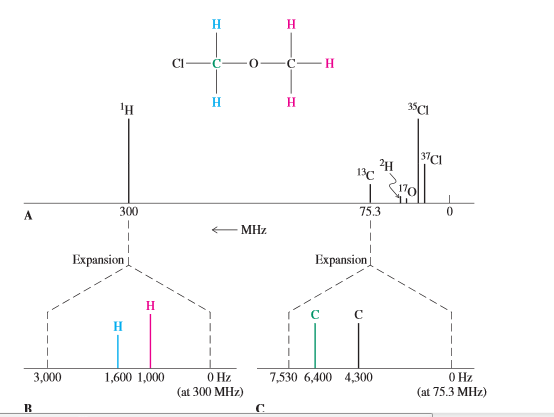 H H
Cl C O C H
H H
¹H ³⁵Cl
³⁷Cl
¹³C ²H
¹⁷O
A 300 75.3 0
← MHz
Expansion Expansion
H
H C C
3,000 1,600 1,000 0 Hz 7,530 6,400 4,300 0 Hz
(at 300 MHz) (at 75.3 MHz)
B C